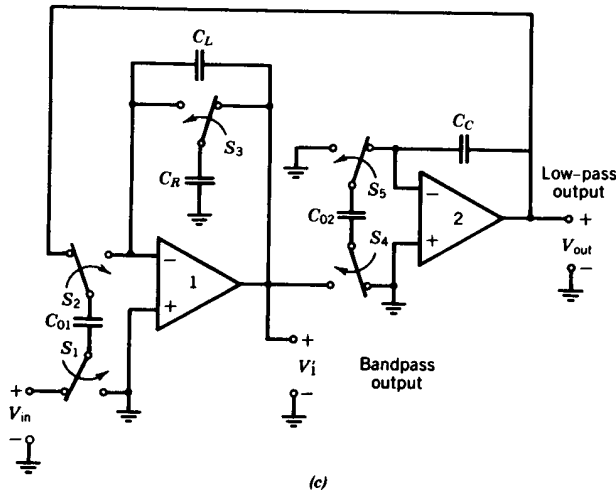 C_L
S_3
C_R
C_C
S_5
C_02
S_4
2
Low-pass
output
+
V_out
−
−
+
1
−
+
S_2
C_01
S_1
+
V_in
−
+
V_i'
−
Bandpass
output
(c)